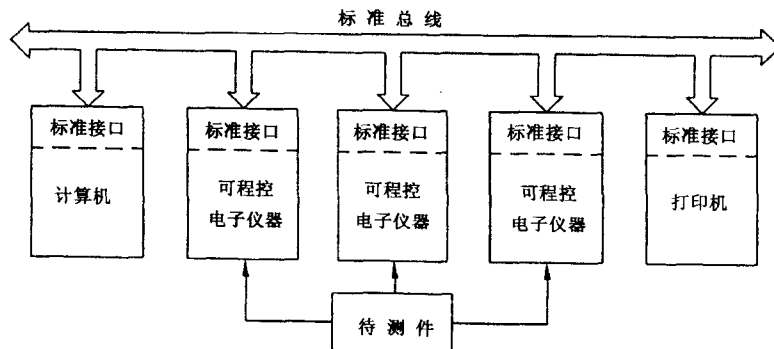 标准总线
标准接口
计算机
标准接口
可程控
电子仪器
标准接口
可程控
电子仪器
标准接口
可程控
电子仪器
标准接口
打印机
待测件